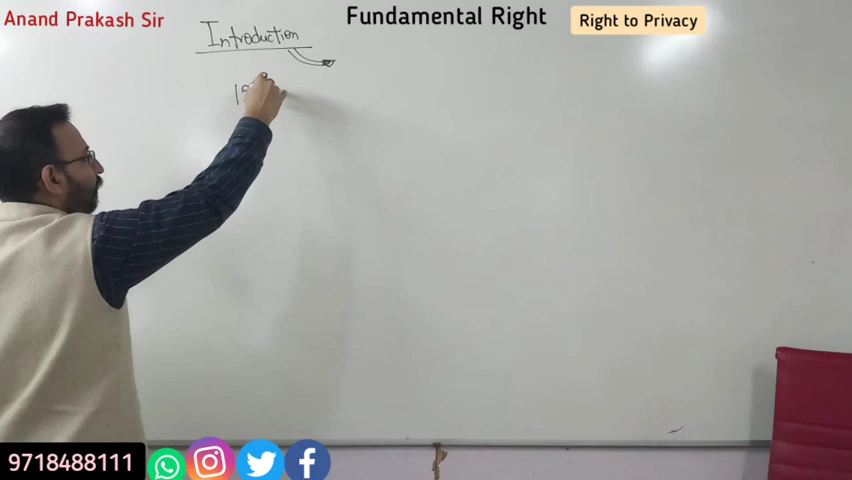 Anand Prakash Sir
Fundamental Right
Right to Privacy
Introduction
9718488111